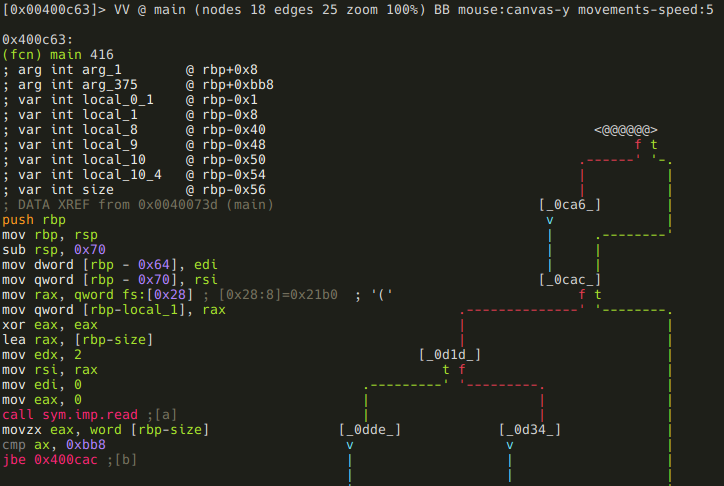 [0x00400c63]> VV @ main (nodes 18 edges 25 zoom 100%) BB mouse:canvas-y movements-speed:5
0x400c63:
(fcn) main 416
; arg int arg_1 @ rbp+0x8
; arg int arg_375 @ rbp+0xbb8
; var int local_0_1 @ rbp-0x1
; var int local_1 @ rbp-0x8
; var int local_8 @ rbp-0x40
; var int local_9 @ rbp-0x48
; var int local_10 @ rbp-0x50
; var int local_10_4 @ rbp-0x54
; var int size @ rbp-0x56
; DATA XREF from 0x0040073d (main)
push rbp
mov rbp, rsp
sub rsp, 0x70
mov dword [rbp - 0x64], edi
mov qword [rbp - 0x70], rsi
mov rax, qword fs:[0x28] ; [0x28:8]=0x21b0 ; '('
mov qword [rbp-local_1], rax
xor eax, eax
lea rax, [rbp-size]
mov edx, 2
mov rsi, rax
mov edi, 0
mov eax, 0
call sym.imp.read ;[a]
movzx eax, word [rbp-size]
cmp ax, 0xbb8
jbe 0x400cac ;[b]
<@@@@@@>
f t
[_0ca6_]
v
[_0cac_]
f t
[_0d1d_]
t f
[_0dde_] [_0d34_]
v v